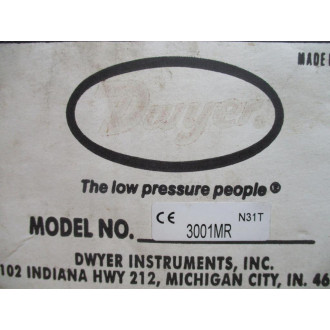 MADE
Dwyer.
The low pressure people®
CE N31T
MODEL NO. 3001MR
DWYER INSTRUMENTS, INC.
102 INDIANA HWY 212, MICHIGAN CITY, IN. 46